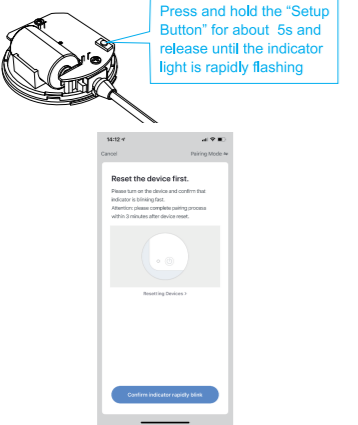 Press and hold the “Setup
Button” for about 5s and
release until the indicator
light is rapidly flashing
14:12
Cancel
Pairing Mode
Reset the device first.
Please turn on the device and confirm that
indicator is blinking fast.
Attention: please complete pairing process
within 3 minutes after device reset.
Resetting Devices >
Confirm indicator rapidly blink